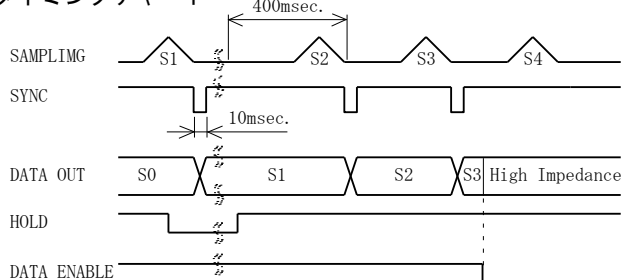 タイミングチャート
400msec.
SAMPLIMG S1 S2 S3 S4
SYNC
10msec.
DATA OUT S0 S1 S2 S3 High Impedance
HOLD
DATA ENABLE